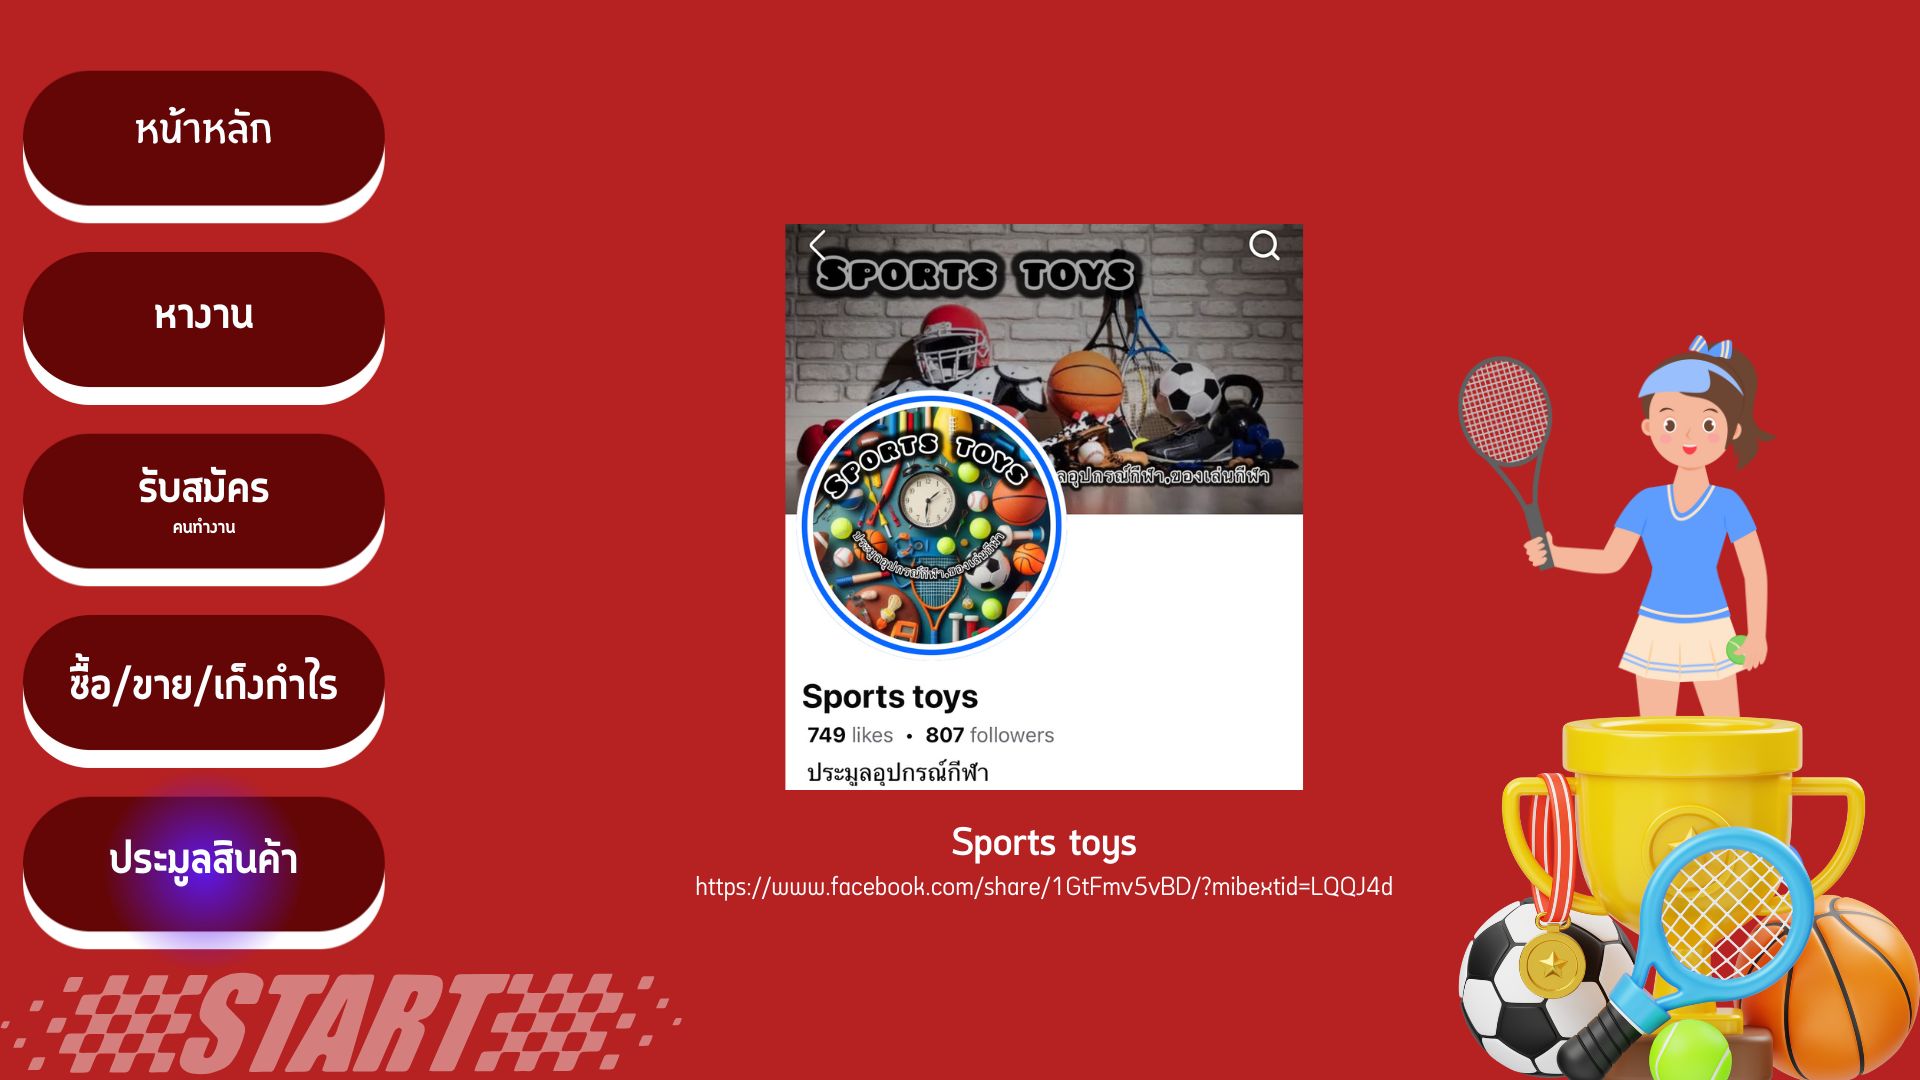 หน้าหลัก
หางาน
รับสมัคร
คนทำงาน
ซื้อ/ขาย/เก็งกำไร
ประมูลสินค้า
START
SPORTS TOYS
ลอุปกรณ์กีฬา,ของเล่นกีฬา
SPORTS TOYS
ประมูลอุปกรณ์กีฬา,ของเล่นกีฬา
Sports toys
749 likes • 807 followers
ประมูลอุปกรณ์กีฬา
Sports toys
https://www.facebook.com/share/1GtFmv5vBD/?mibextid=LQQJ4d